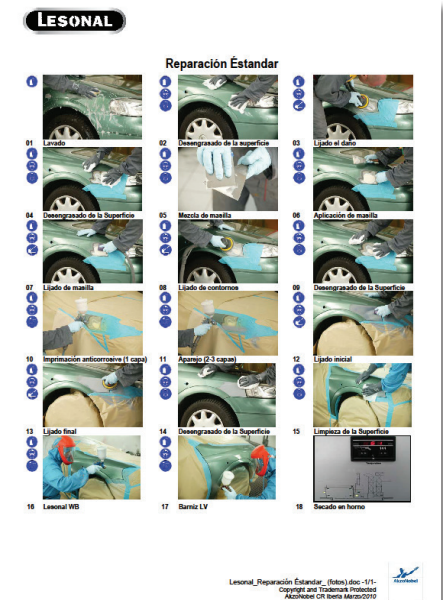 LESONAL
Reparación Éstandar
01 Lavado
02 Desengrasado de la superficie
03 Lijado el daño
04 Desengrasado de la Superficie
05 Mezcla de masilla
06 Aplicación de masilla
07 Lijado de masilla
08 Lijado de contornos
09 Desengrasado de la Superficie
10 Imprimación anticorrosive (1 capa)
11 Aparejo (2-3 capas)
12 Lijado inicial
13 Lijado final
14 Desengrasado de la Superficie
15 Limpieza de la Superficie
16 Lesonal WB
17 Barniz LV
18 Secado en horno
Lesonal_Reparación Éstandar_ (fotos).doc -1/1-
Copyright and Trademark Protected
AkzoNobel CR Iberia Marzo/2010
AkzoNobel